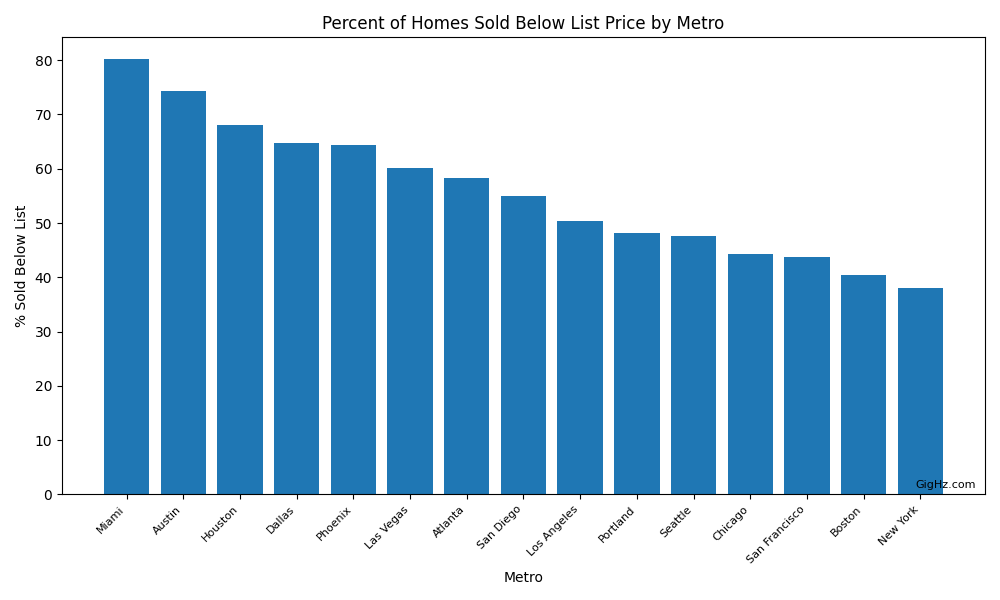 Percent of Homes Sold Below List Price by Metro
% Sold Below List
80
70
60
50
40
30
20
10
0
Miami
Austin
Houston
Dallas
Phoenix
Las Vegas
Atlanta
San Diego
Los Angeles
Portland
Seattle
Chicago
San Francisco
Boston
New York
GigHz.com
Metro